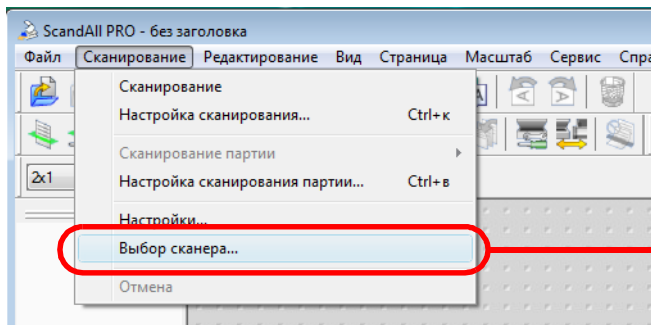 ScandAll PRO - без заголовка
Файл Сканирование Редактирование Вид Страница Масштаб Сервис
Сканирование
Настройка сканирования... Ctrl+к
Сканирование партии
Настройка сканирования партии... Ctrl+в
2x1
Настройки...
Выбор сканера...
Отмена